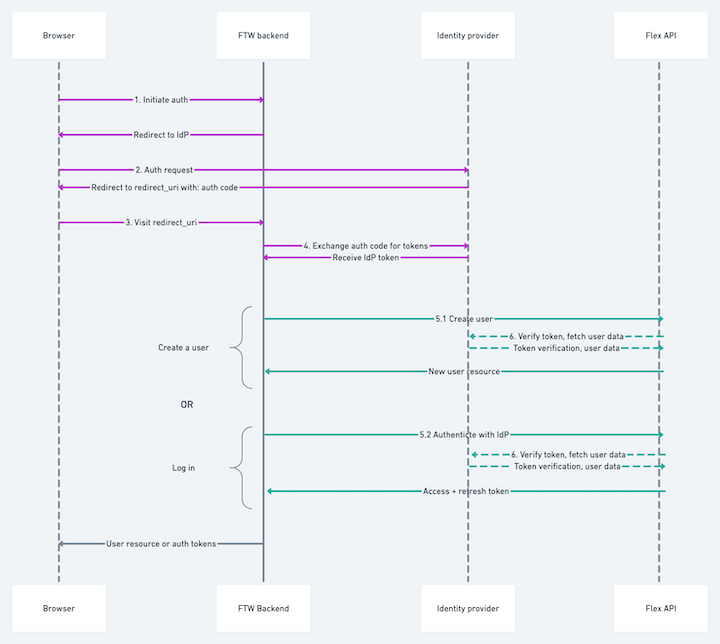 Browser
FTW backend
Identity provider
Flex API
1. Initiate auth
Redirect to IdP
2. Auth request
Redirect to redirect_uri with: auth code
3. Visit redirect_uri
4. Exchange auth code for tokens
Receive IdP token
5.1 Create user
6. Verify token, fetch user data
Create a user
Token verification, user data
New user resource
OR
5.2 Authenticte with IdP
6. Verify token, fetch user data
Log in
Token verification, user data
Access + refresh token
User resource or auth tokens
Browser
FTW Backend
Identity provider
Flex API